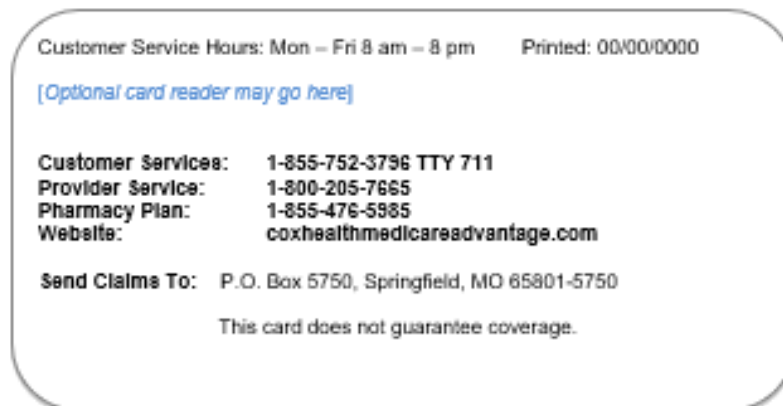 Customer Service Hours: Mon – Fri 8 am – 8 pm Printed: 00/00/0000
[Optional card reader may go here]
Customer Services: 1-855-752-3796 TTY 711
Provider Service: 1-800-205-7665
Pharmacy Plan: 1-855-476-5985
Website: coxhealthmedicareadvantage.com
Send Claims To: P.O. Box 5750, Springfield, MO 65801-5750
This card does not guarantee coverage.